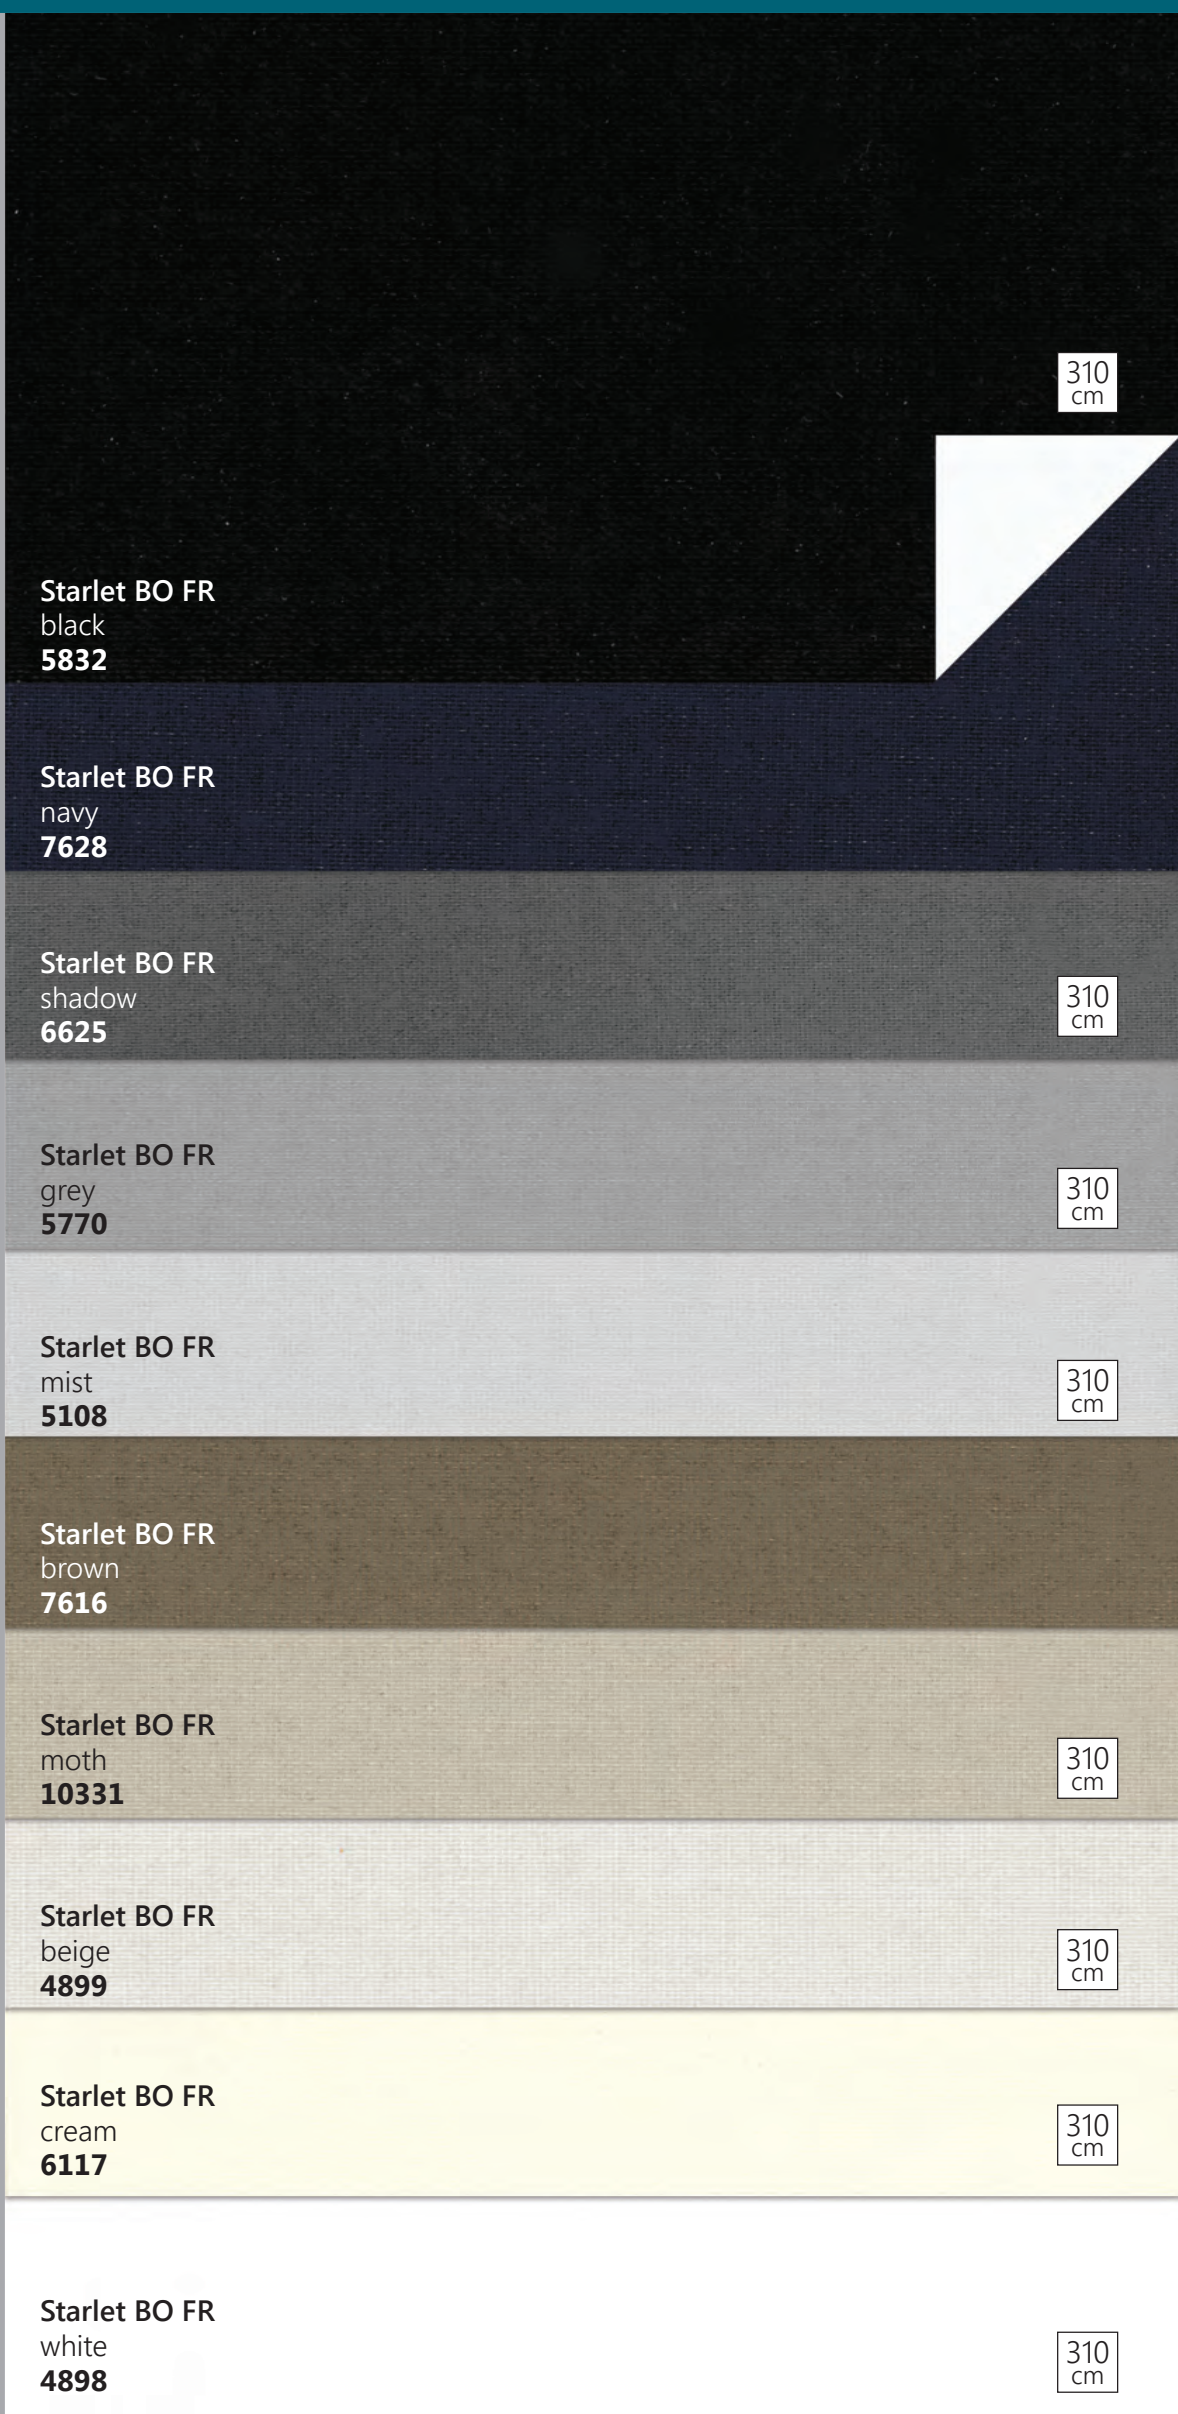 310
cm
Starlet BO FR
black
5832
Starlet BO FR
navy
7628
Starlet BO FR
shadow
6625
310
cm
Starlet BO FR
grey
5770
310
cm
Starlet BO FR
mist
5108
310
cm
Starlet BO FR
brown
7616
Starlet BO FR
moth
10331
310
cm
Starlet BO FR
beige
4899
310
cm
Starlet BO FR
cream
6117
310
cm
Starlet BO FR
white
4898
310
cm